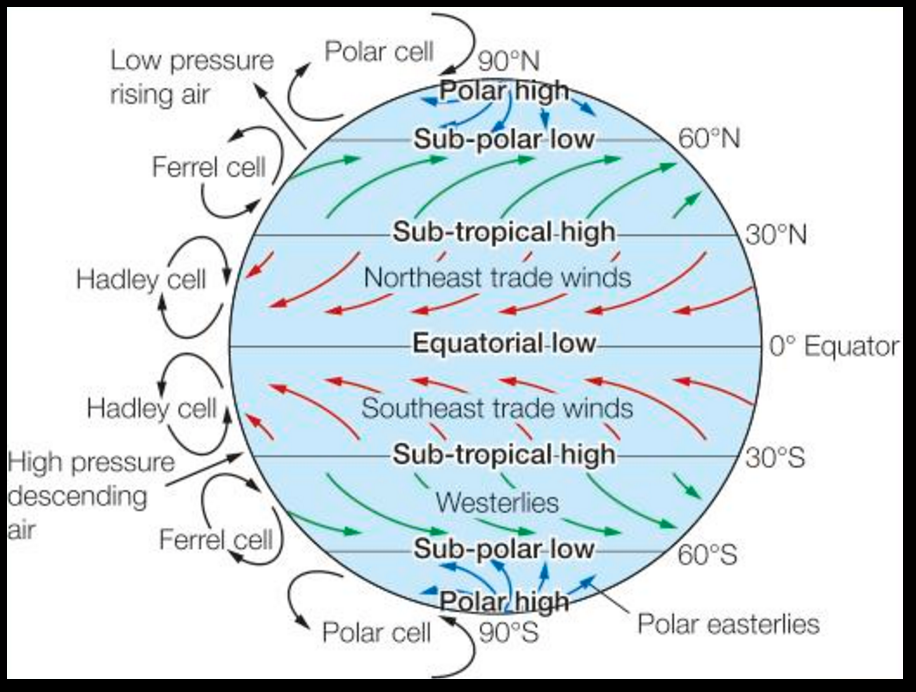 Polar cell
90°N
Low pressure
rising air
Polar high
Sub-polar low
60°N
Ferrel cell
Sub-tropical high
30°N
Hadley cell
Northeast trade winds
Equatorial low
0° Equator
Hadley cell
Southeast trade winds
Sub-tropical high
30°S
High pressure
descending
air
Westerlies
Ferrel cell
Sub-polar low
60°S
Polar high
Polar easterlies
Polar cell
90°S